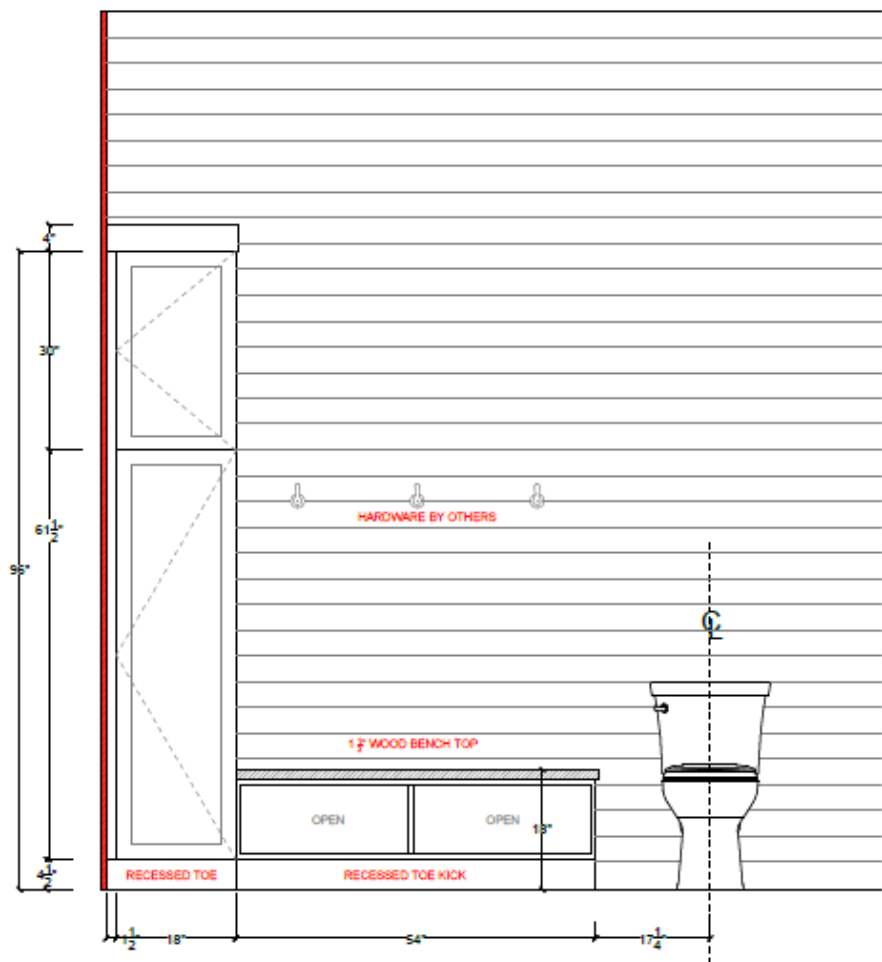 4"
30"
61 1/2"
96"
HARDWARE BY OTHERS
℄
1 1/2" WOOD BENCH TOP
OPEN
OPEN
18"
4 1/2"
RECESSED TOE
RECESSED TOE KICK
1 1/2"
18"
54"
17 1/4"